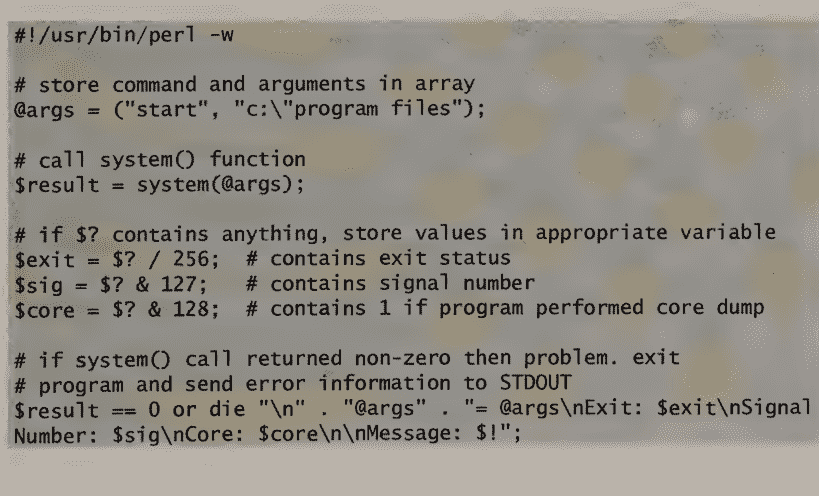 #!/usr/bin/perl -w
# store command and arguments in array
@args = ("start", "c:\"program files");
# call system() function
$result = system(@args);
# if $? contains anything, store values in appropriate variable
$exit = $? / 256;  # contains exit status
$sig = $? & 127;  # contains signal number
$core = $? & 128;  # contains 1 if program performed core dump
# if system() call returned non-zero then problem. exit
# program and send error information to STDOUT
$result == 0 or die "\n" . "@args" . "= @args\nExit: $exit\nSignal
Number: $sig\nCore: $core\n\nMessage: $!";